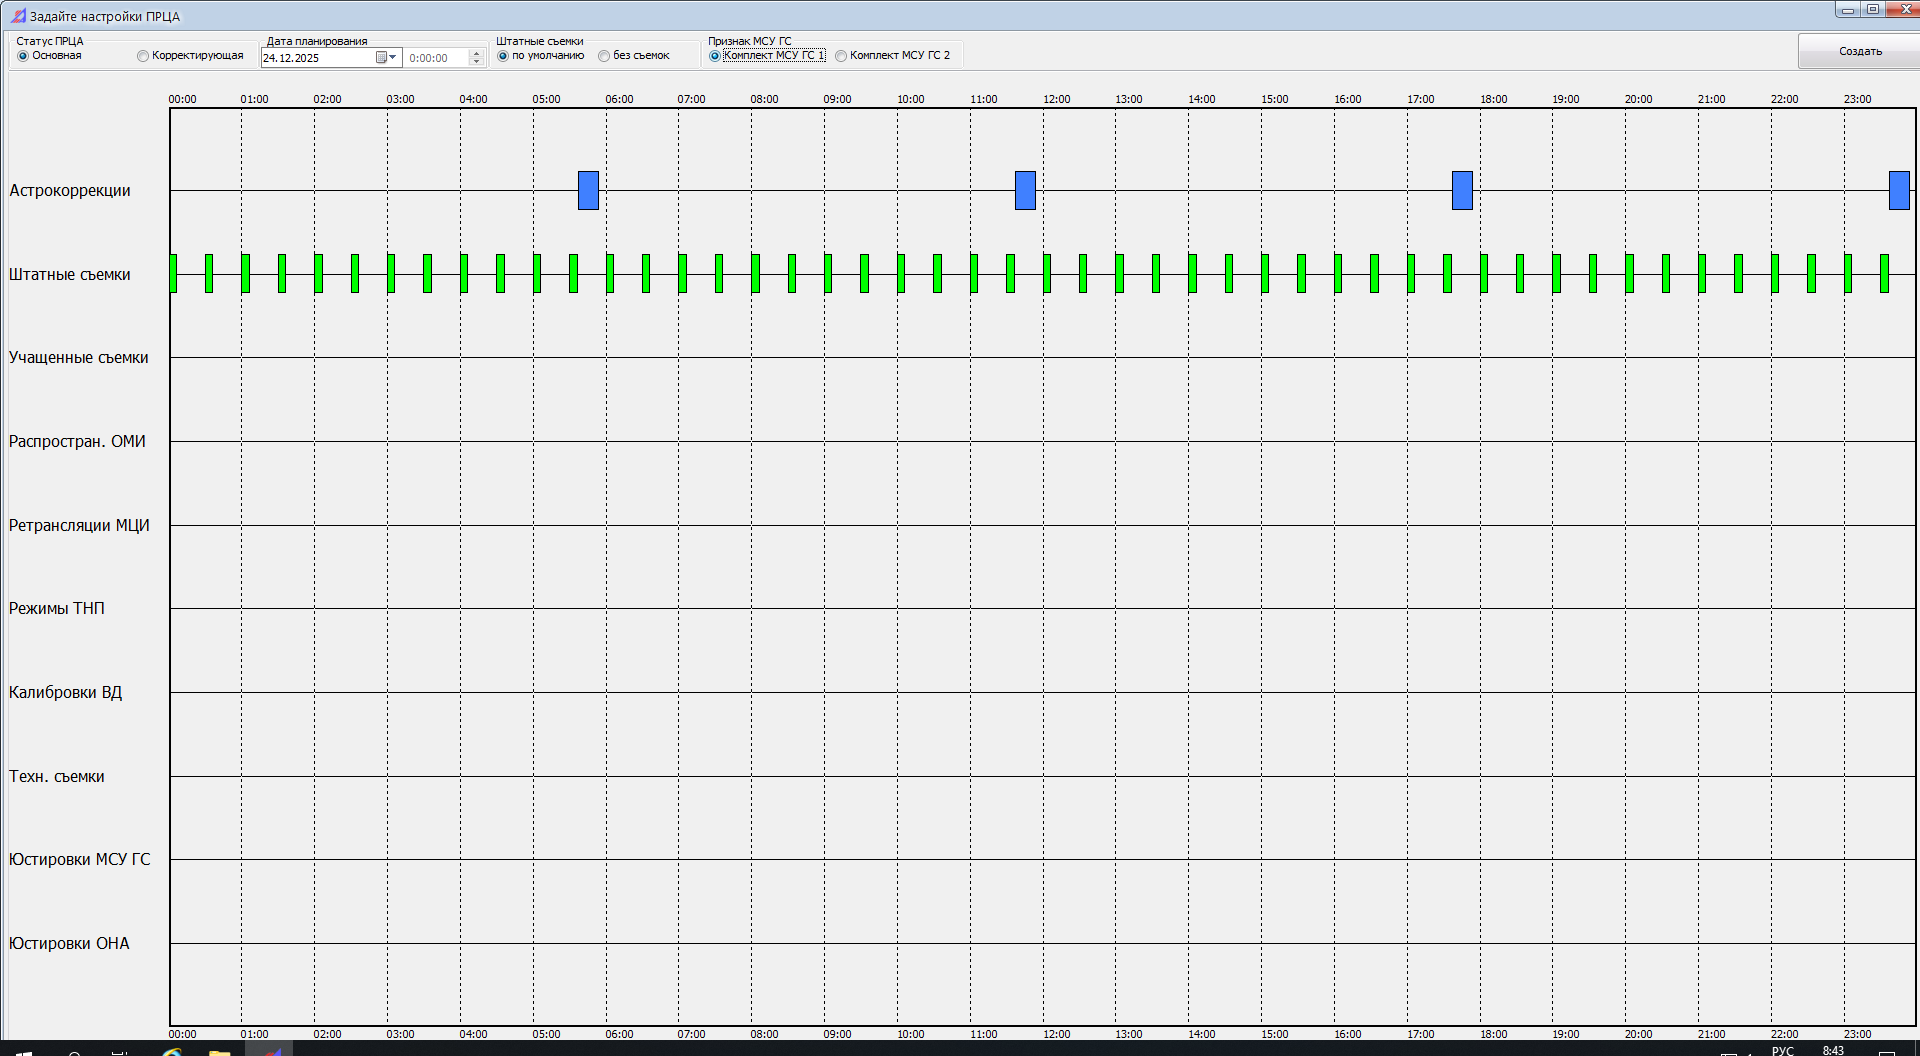 Задайте настройки ПРЦА
Статус ПРЦА
Основная
Корректирующая
Дата планирования
24.12.2025
0:00:00
Штатные съемки
по умолчанию
без съемок
Признак МСУ ГС
Комплект МСУ ГС 1
Комплект МСУ ГС 2
Создать
00:00 01:00 02:00 03:00 04:00 05:00 06:00 07:00 08:00 09:00 10:00 11:00 12:00 13:00 14:00 15:00 16:00 17:00 18:00 19:00 20:00 21:00 22:00 23:00
Астрокоррекции
Штатные съемки
Учащенные съемки
Распростран. ОМИ
Ретрансляции МЦИ
Режимы ТНП
Калибровки ВД
Техн. съемки
Юстировки МСУ ГС
Юстировки ОНА
00:00 01:00 02:00 03:00 04:00 05:00 06:00 07:00 08:00 09:00 10:00 11:00 12:00 13:00 14:00 15:00 16:00 17:00 18:00 19:00 20:00 21:00 22:00 23:00
РУС
8:43